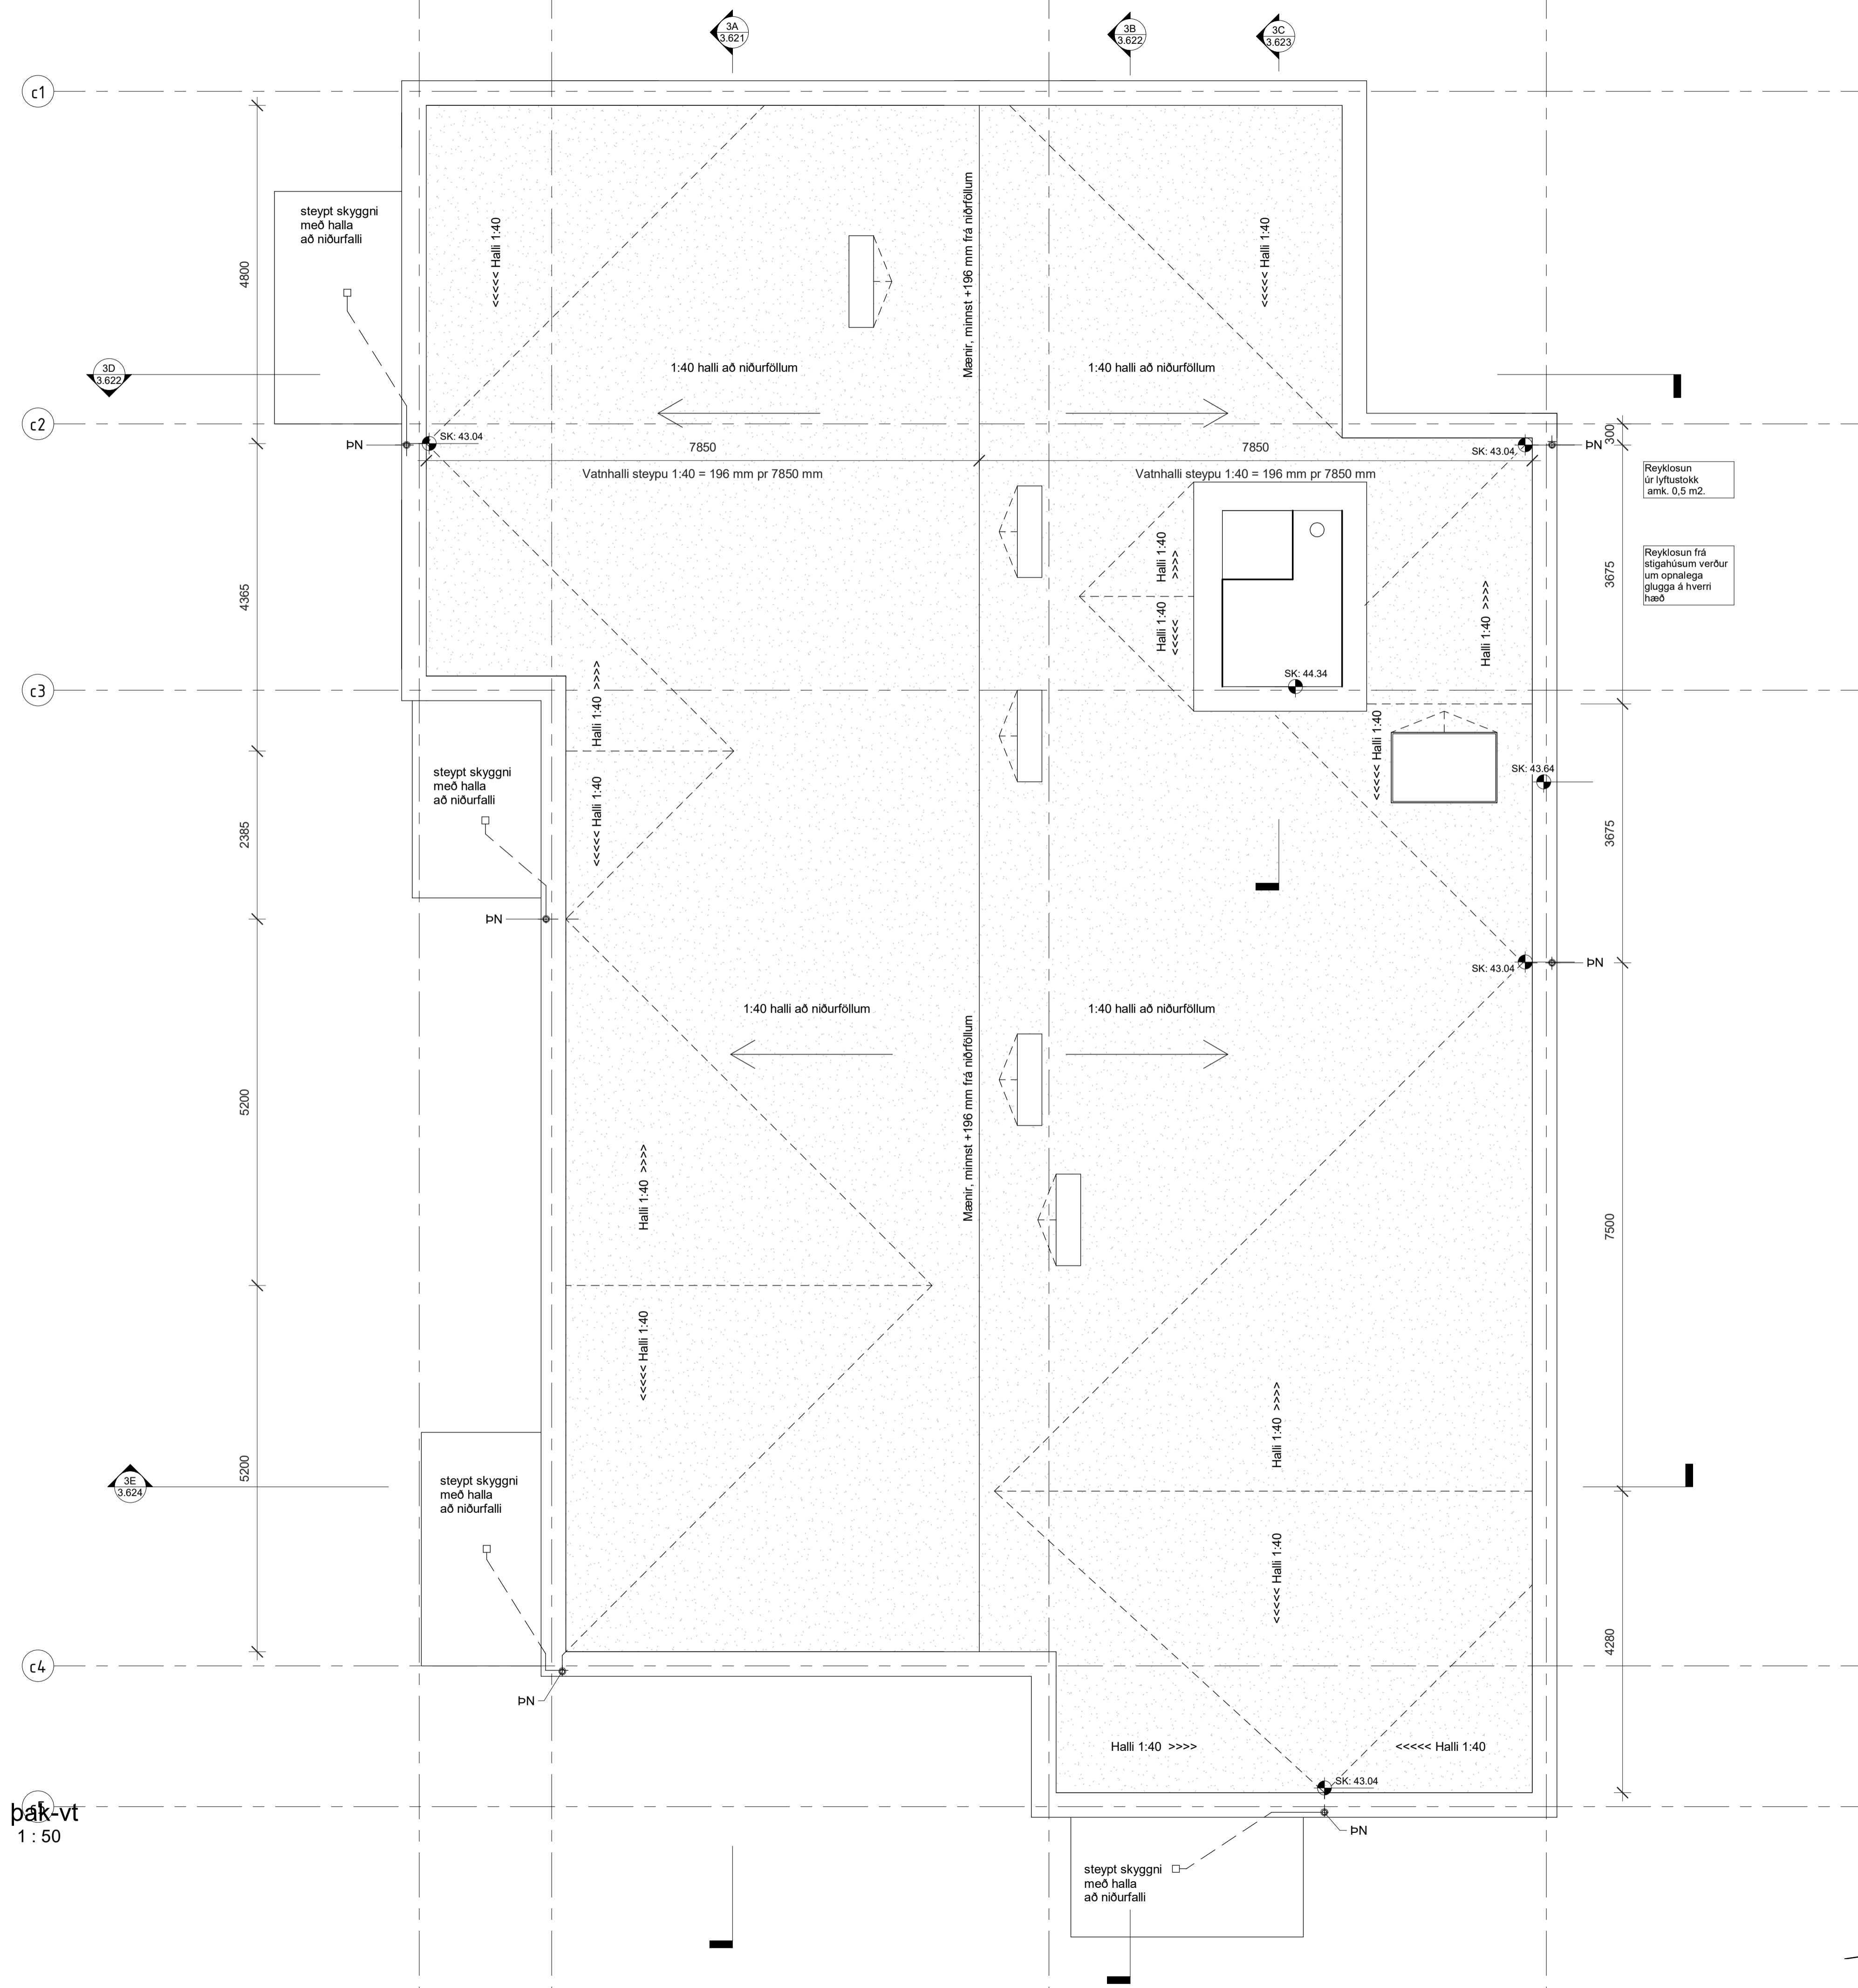 3A
3.621
3B
3.622
3C
3.623
c1
steypt skyggni
með halla
að niðurfalli
<<<<< Halli 1:40
Mænir, minnst +196 mm frá niðrföllum
<<<<< Halli 1:40
4800
3D
3.622
1:40 halli að niðurföllum
1:40 halli að niðurföllum
c2
SK: 43.04
ÞN
7850
7850
SK: 43.04
ÞN
300
Vatnhalli steypu 1:40 = 196 mm pr 7850 mm
Vatnhalli steypu 1:40 = 196 mm pr 7850 mm
Reyklosun
úr lyftustokk
amk. 0,5 m2.
Halli 1:40
>>>>
Reyklosun frá
stigahúsum verður
um opnalega
glugga á hverri
hæð
4365
3675
Halli 1:40
<<<<<
Halli 1:40 >>>>
SK: 44.34
c3
Halli 1:40 >>>>
<<<<< Halli 1:40
SK: 43.64
steypt skyggni
með halla
að niðurfalli
<<<<< Halli 1:40
2385
3675
ÞN
SK: 43.04
ÞN
1:40 halli að niðurföllum
1:40 halli að niðurföllum
5200
Halli 1:40 >>>>
Mænir, minnst +196 mm frá niðrföllum
7500
<<<<< Halli 1:40
Halli 1:40 >>>>
5200
3E
3.624
steypt skyggni
með halla
að niðurfalli
<<<<< Halli 1:40
4280
c4
ÞN
Halli 1:40 >>>>
<<<<< Halli 1:40
SK: 43.04
þak-vt
1 : 50
ÞN
steypt skyggni
með halla
að niðurfalli